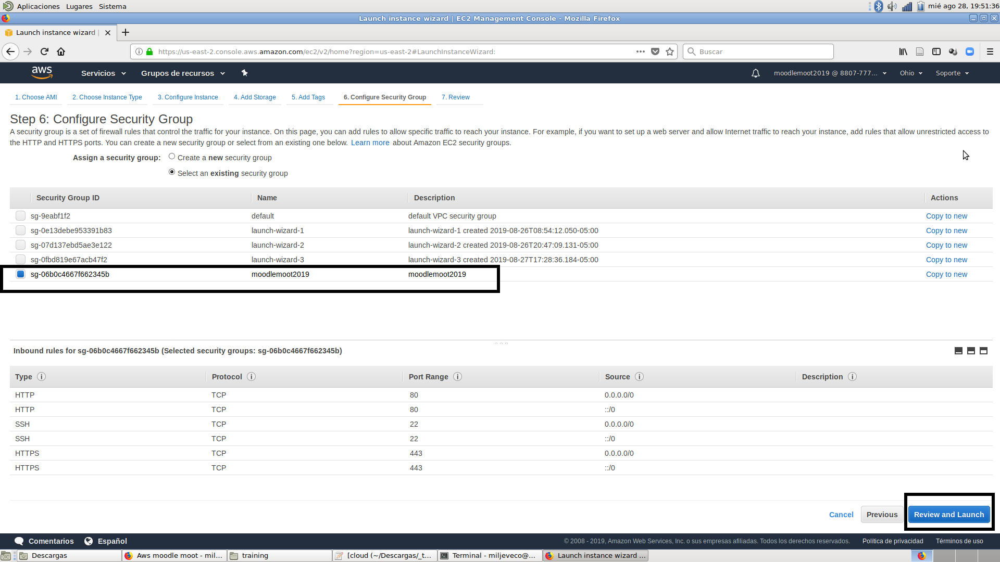 Aplicaciones Lugares Sistema mié ago 28, 19:51:36
Launch instance wizard | EC2 Management Console - Mozilla Firefox
Launch instance wizard |
https://us-east-2.console.aws.amazon.com/ec2/v2/home?region=us-east-2#LaunchInstanceWizard: Buscar
aws Servicios Grupos de recursos moodlemoot2019 @ 8807-777... Ohio Soporte
1. Choose AMI 2. Choose Instance Type 3. Configure Instance 4. Add Storage 5. Add Tags 6. Configure Security Group 7. Review
Step 6: Configure Security Group
A security group is a set of firewall rules that control the traffic for your instance. On this page, you can add rules to allow specific traffic to reach your instance. For example, if you want to set up a web server and allow Internet traffic to reach your instance, add rules that allow unrestricted access to
the HTTP and HTTPS ports. You can create a new security group or select from an existing one below. Learn more about Amazon EC2 security groups.
Assign a security group: Create a new security group
Select an existing security group
Security Group ID Name Description Actions
sg-9eabf1f2 default default VPC security group Copy to new
sg-0e13debe953391b83 launch-wizard-1 launch-wizard-1 created 2019-08-26T08:54:12.050-05:00 Copy to new
sg-07d137ebd5ae3e122 launch-wizard-2 launch-wizard-2 created 2019-08-26T20:47:09.131-05:00 Copy to new
sg-0fbd819e67acb47f2 launch-wizard-3 launch-wizard-3 created 2019-08-27T17:28:36.184-05:00 Copy to new
sg-06b0c4667f662345b moodlemoot2019 moodlemoot2019 Copy to new
Inbound rules for sg-06b0c4667f662345b (Selected security groups: sg-06b0c4667f662345b)
Type Protocol Port Range Source Description
HTTP TCP 80 0.0.0.0/0
HTTP TCP 80 ::/0
SSH TCP 22 0.0.0.0/0
SSH TCP 22 ::/0
HTTPS TCP 443 0.0.0.0/0
HTTPS TCP 443 ::/0
Cancel Previous Review and Launch
Comentarios Español © 2008 - 2019, Amazon Web Services, Inc. o sus empresas afiliadas. Todos los derechos reservados. Política de privacidad Términos de uso
Descargas Aws moodle moot - mil... training [cloud (~/Descargas/_t... Terminal - miljeveco@... Launch instance wizard ...